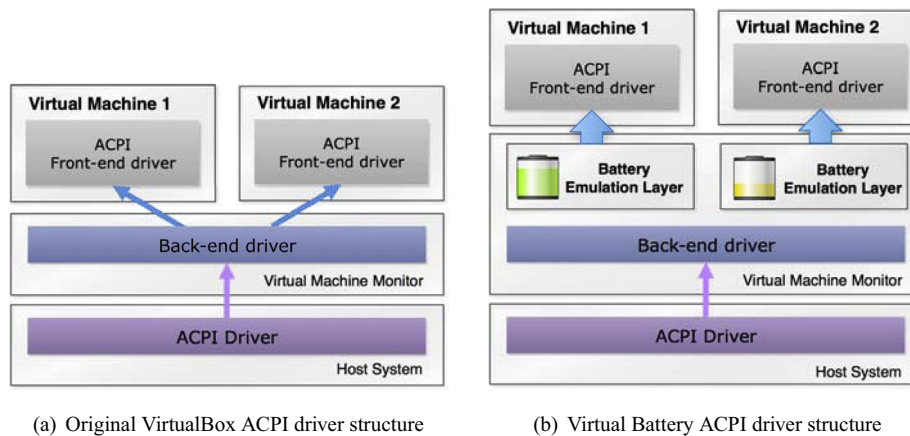 Virtual Machine 1
ACPI
Front-end driver
Virtual Machine 2
ACPI
Front-end driver
Back-end driver
Virtual Machine Monitor
ACPI Driver
Host System
(a) Original VirtualBox ACPI driver structure
Virtual Machine 1
ACPI
Front-end driver
Virtual Machine 2
ACPI
Front-end driver
Battery
Emulation Layer
Battery
Emulation Layer
Back-end driver
Virtual Machine Monitor
ACPI Driver
Host System
(b) Virtual Battery ACPI driver structure